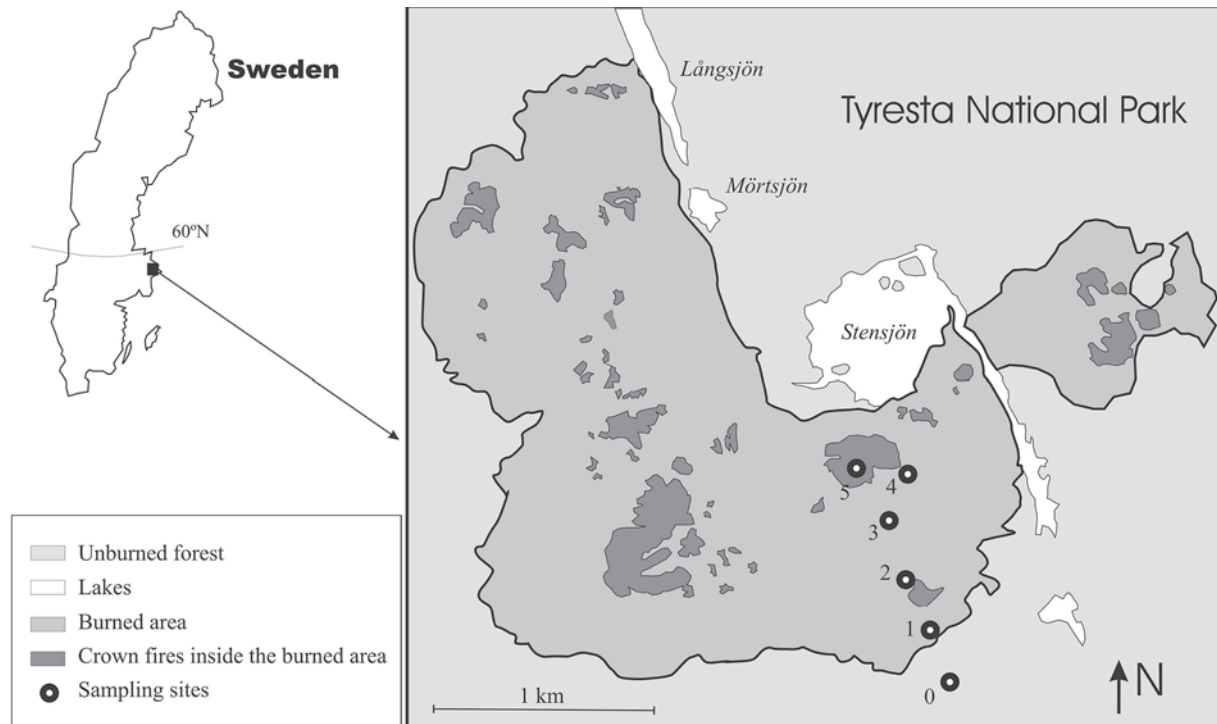 Sweden
60ºN
Unburned forest
Lakes
Burned area
Crown fires inside the burned area
Sampling sites
Tyresta National Park
Långsjön
Mörtsjön
Stensjön
5
4
3
2
1
0
1 km
N